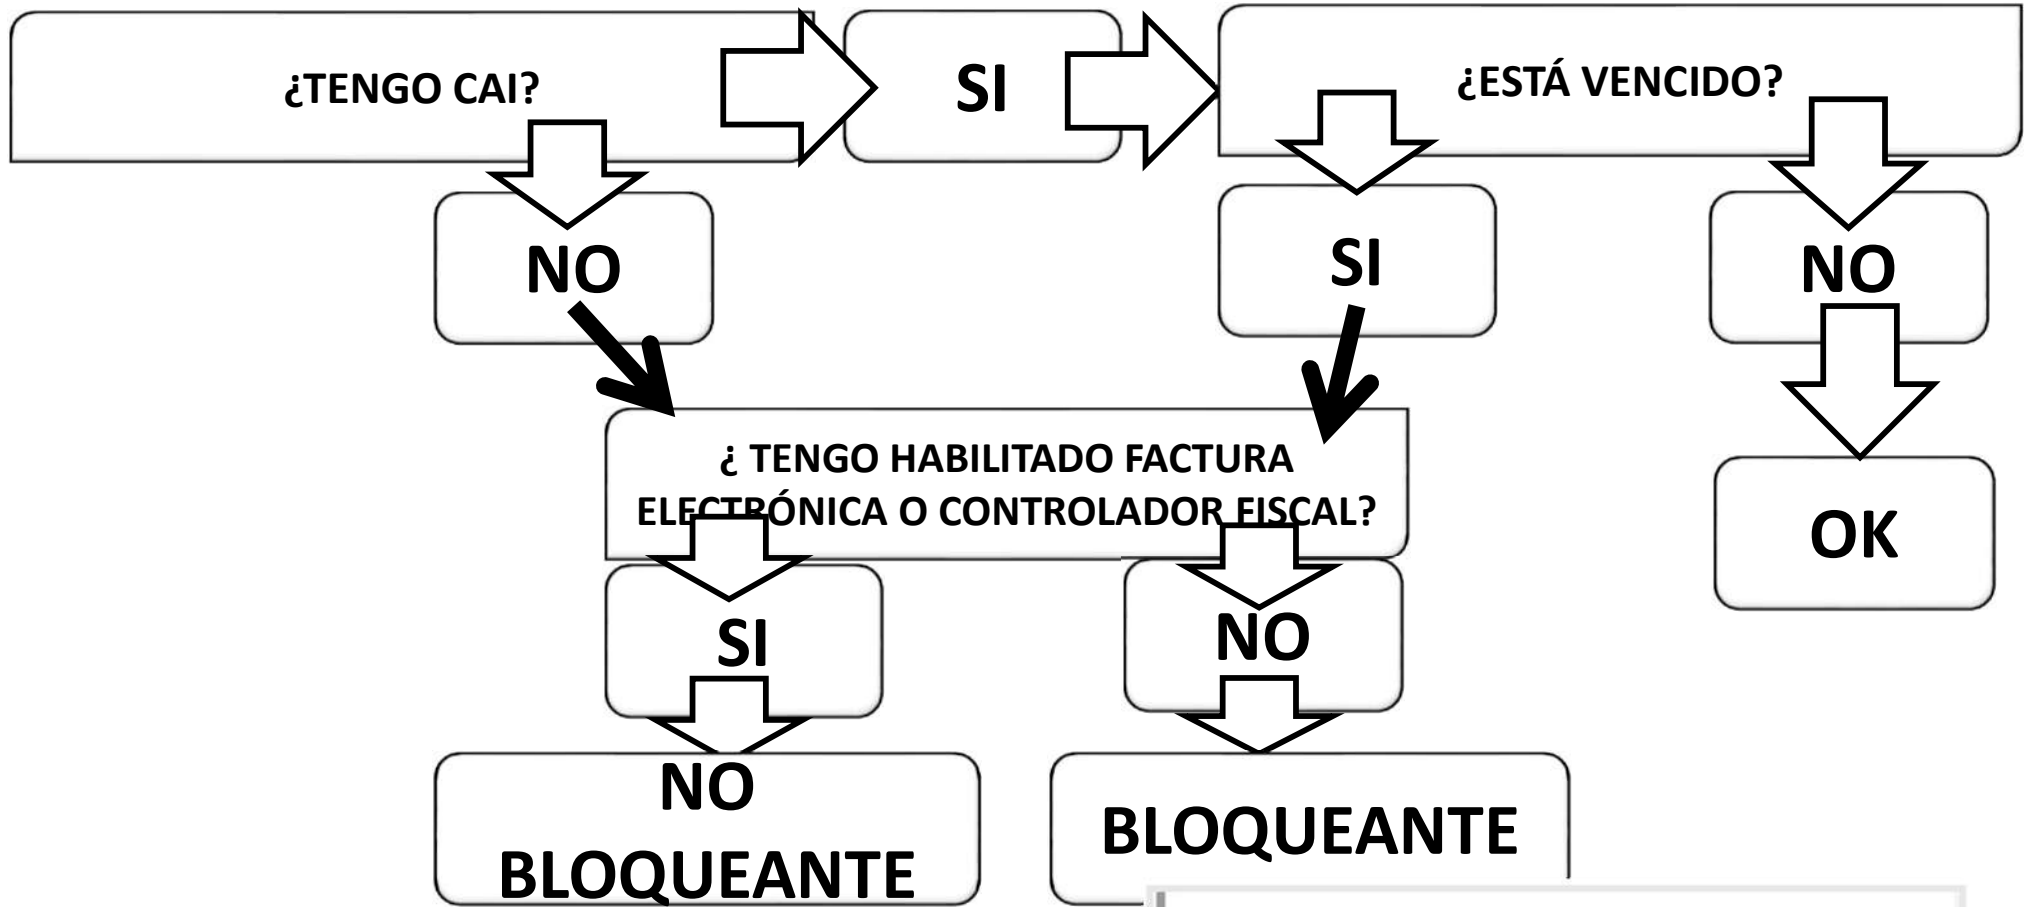 ¿TENGO CAI?
SI
¿ESTÁ VENCIDO?
NO
SI
NO
¿ TENGO HABILITADO FACTURA
ELECTRÓNICA O CONTROLADOR FISCAL?
OK
SI
NO
NO
BLOQUEANTE
BLOQUEANTE